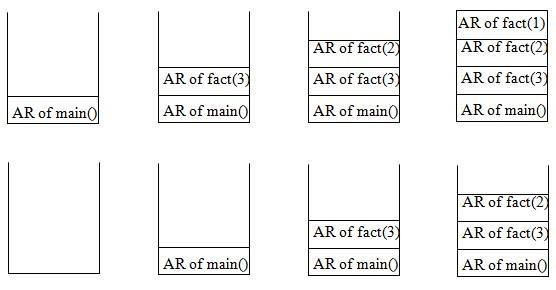 AR of main()
AR of fact(3)
AR of main()
AR of fact(2)
AR of fact(3)
AR of main()
AR of fact(1)
AR of fact(2)
AR of fact(3)
AR of main()
AR of main()
AR of fact(3)
AR of main()
AR of fact(2)
AR of fact(3)
AR of main()